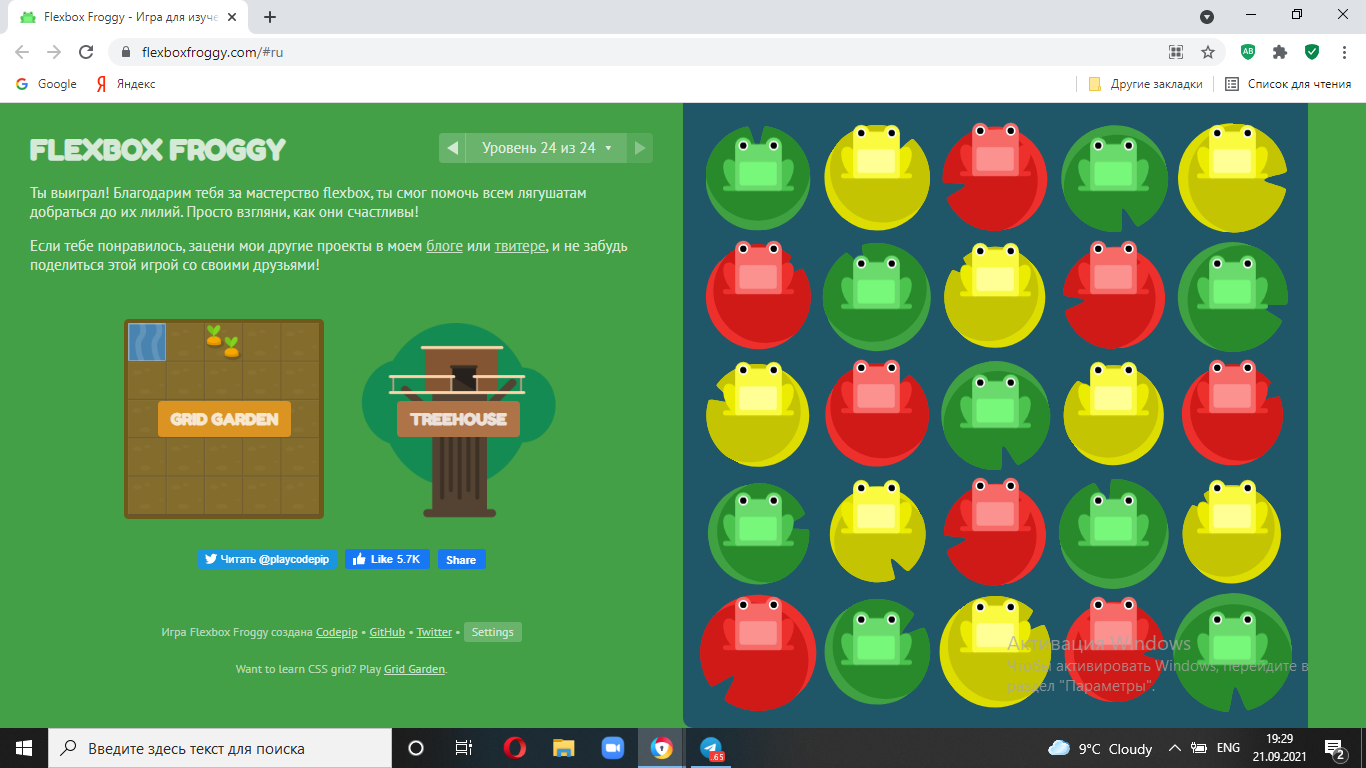 Flexbox Froggy - Игра для изуче
flexboxfroggy.com/#ru
Google
Яндекс
Другие закладки
Список для чтения
FLEXBOX FROGGY
Уровень 24 из 24
Ты выиграл! Благодарим тебя за мастерство flexbox, ты смог помочь всем лягушатам
добраться до их лилий. Просто взгляни, как они счастливы!
Если тебе понравилось, зацени мои другие проекты в моем блоге или твитере, и не забудь
поделиться этой игрой со своими друзьями!
GRID GARDEN
TREEHOUSE
Читать @playcodepip
Like 5.7K
Share
Игра Flexbox Froggy создана Codepip • GitHub • Twitter • Settings
Want to learn CSS grid? Play Grid Garden.
Активация Windows
Чтобы активировать Windows, перейдите в
раздел "Параметры".
Введите здесь текст для поиска
.65
9°C Cloudy
ENG
19:29
21.09.2021
2
AB